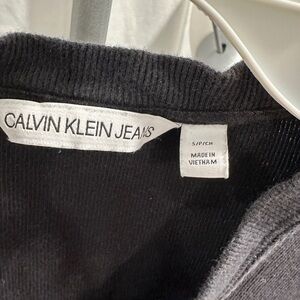 CALVIN KLEIN JEANS
S/P/CH
MADE IN
VIETNAM